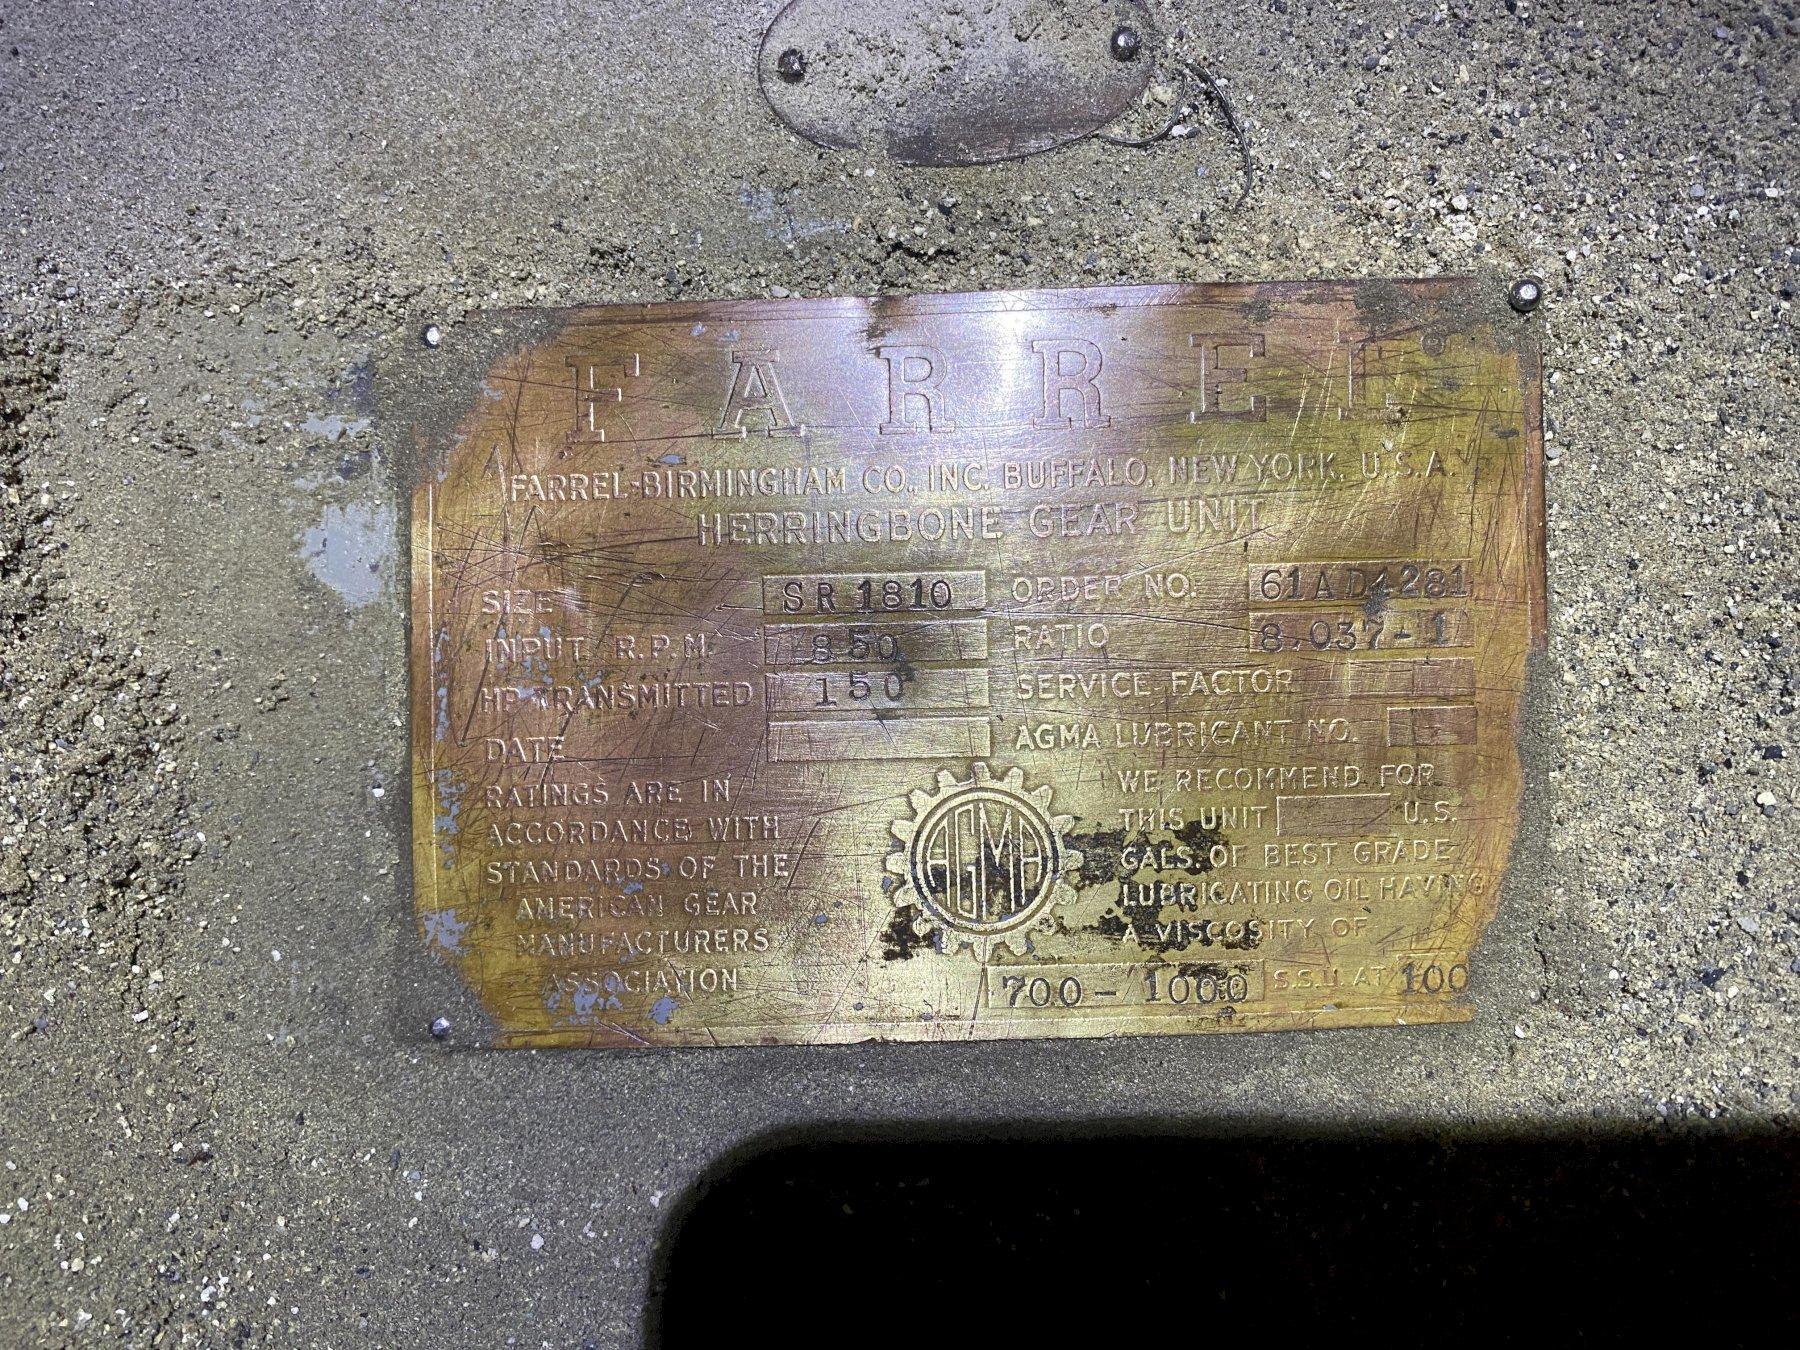 FARREL®
FARREL-BIRMINGHAM CO., INC. BUFFALO, NEW YORK, U.S.A.
HERRINGBONE GEAR UNIT
SIZE SR 1810
INPUT R.P.M. 850
HP TRANSMITTED 150
DATE
RATINGS ARE IN
ACCORDANCE WITH
STANDARDS OF THE
AMERICAN GEAR
MANUFACTURERS
ASSOCIATION
AGMA
ORDER NO. 61AD4281
RATIO 8.037-1
SERVICE FACTOR
AGMA LUBRICANT NO.
WE RECOMMEND FOR
THIS UNIT U.S.
GALS. OF BEST GRADE
LUBRICATING OIL HAVING
A VISCOSITY OF
700-1000 S.S.U. AT 100